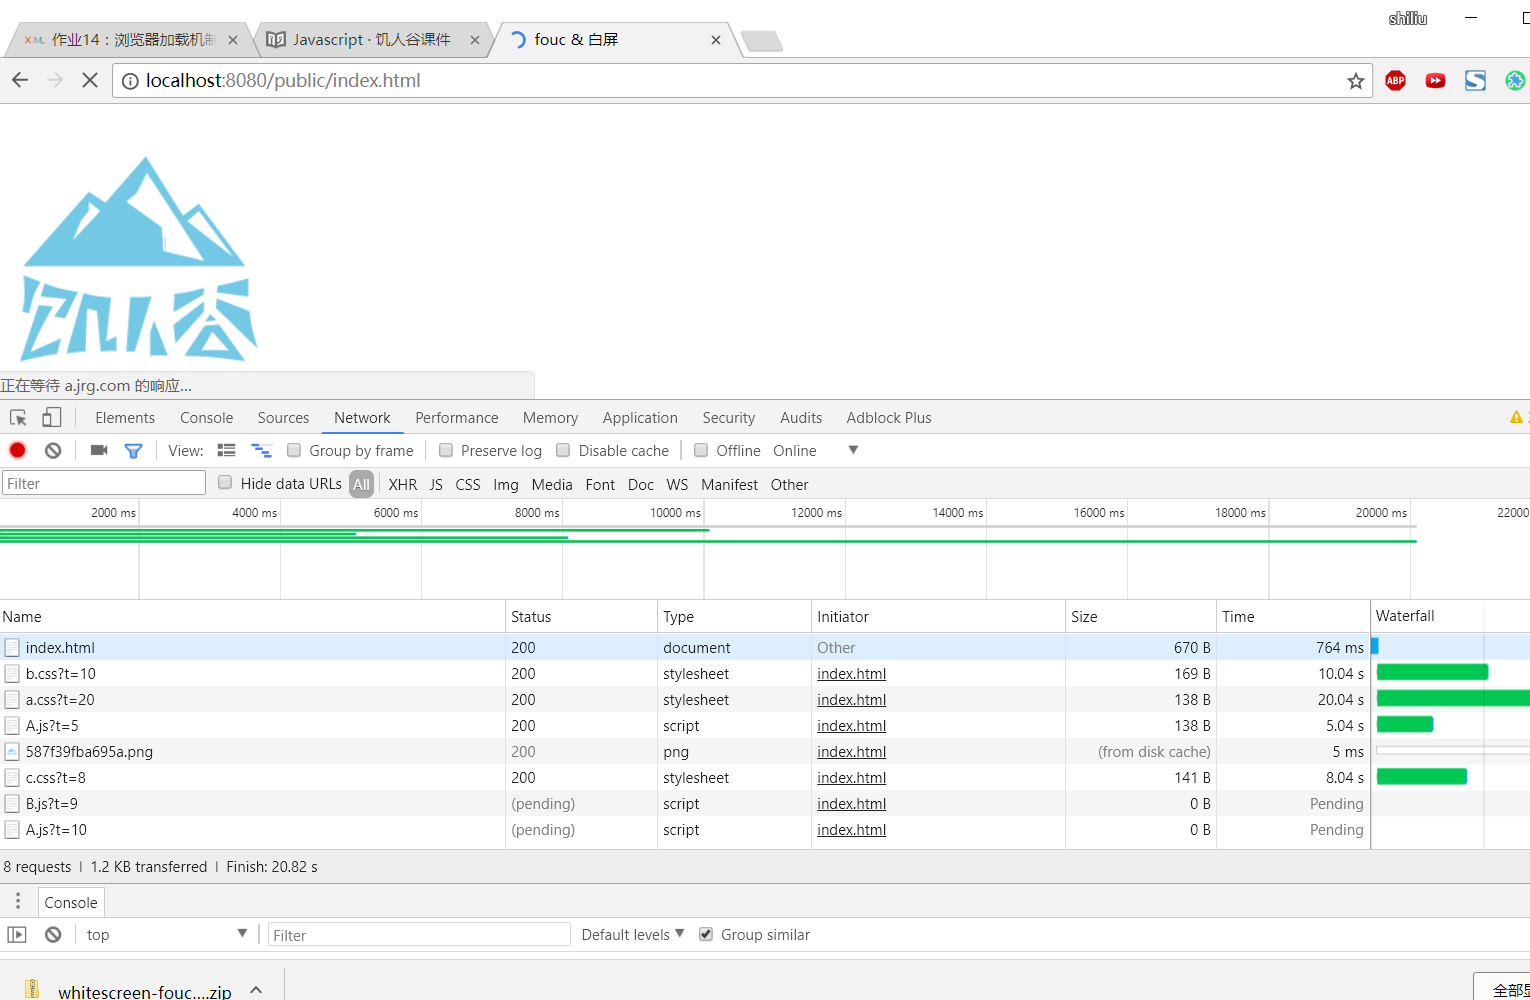 shiliu
作业14：浏览器加载机制
Javascript · 饥人谷课件
fouc & 白屏
localhost:8080/public/index.html
ABP
饥人谷
正在等待 a.jrg.com 的响应...
Elements Console Sources Network Performance Memory Application Security Audits Adblock Plus
View: Group by frame Preserve log Disable cache Offline Online
Filter Hide data URLs All XHR JS CSS Img Media Font Doc WS Manifest Other
2000 ms 4000 ms 6000 ms 8000 ms 10000 ms 12000 ms 14000 ms 16000 ms 18000 ms 20000 ms 22000
Name Status Type Initiator Size Time Waterfall
index.html 200 document Other 670 B 764 ms
b.css?t=10 200 stylesheet index.html 169 B 10.04 s
a.css?t=20 200 stylesheet index.html 138 B 20.04 s
A.js?t=5 200 script index.html 138 B 5.04 s
587f39fba695a.png 200 png index.html (from disk cache) 5 ms
c.css?t=8 200 stylesheet index.html 141 B 8.04 s
B.js?t=9 (pending) script index.html 0 B Pending
A.js?t=10 (pending) script index.html 0 B Pending
8 requests | 1.2 KB transferred | Finish: 20.82 s
Console
top Filter Default levels Group similar
whitescreen-fouc....zip
全部显